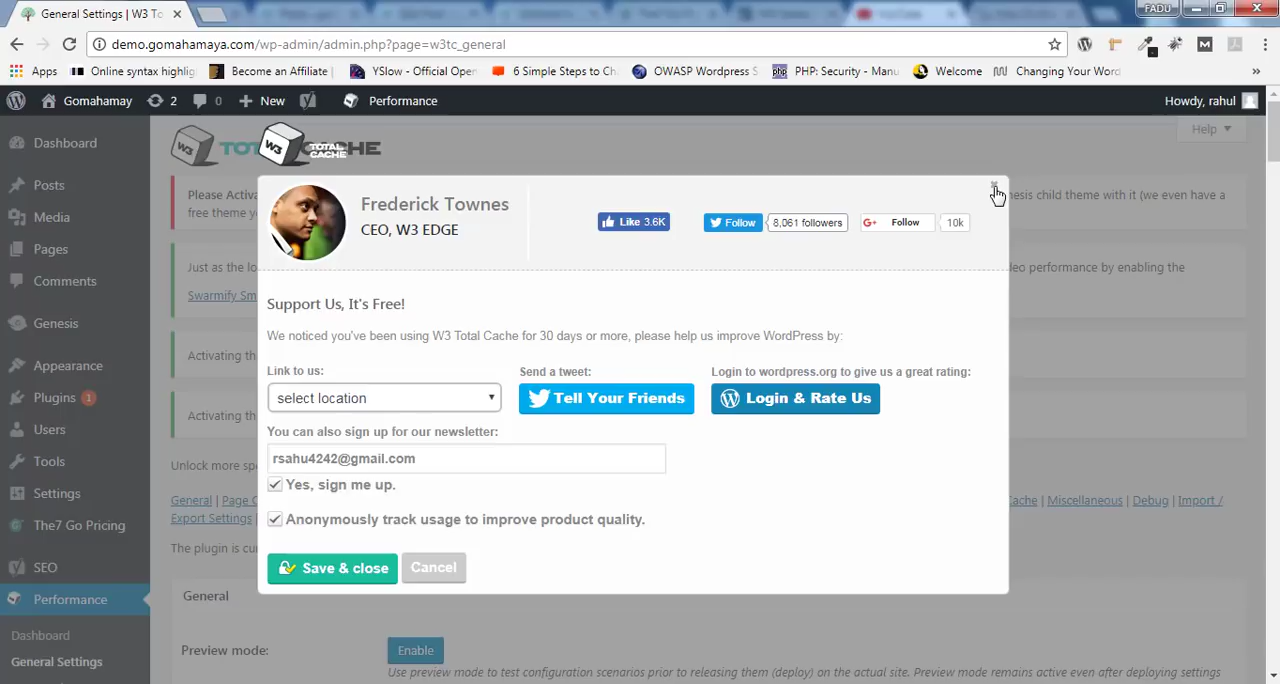 FADU
General Settings | W3 To
demo.gomahamaya.com/wp-admin/admin.php?page=w3tc_general
Apps Online syntax highlig Become an Affiliate YSlow - Official Oper 6 Simple Steps to Ch OWASP Wordpress S PHP: Security - Manu Welcome Changing Your Word »
Gomahamay 2 0 New Performance Howdy, rahul
Help
Dashboard
Posts
Media
Pages
Comments
Genesis
Appearance
Plugins 1
Users
Tools
Settings
The7 Go Pricing
SEO
Performance
Dashboard
General Settings
W3 TOTAL CACHE
Please Activa
nesis child theme with it (we even have a
free theme
Just as the lo
eo performance by enabling the
Swarmify Sm
Activating th
Activating th
Unlock more spe
General | Page C
Cache | Miscellaneous | Debug | Import /
Export Settings |
The plugin is cu
General
Preview mode: Enable
Use preview mode to test configuration scenarios prior to releasing them (deploy) on the actual site. Preview mode remains active even after deploying settings
Frederick Townes
CEO, W3 EDGE
Like 3.6K Follow 8,061 followers G+ Follow 10k
Support Us, It's Free!
We noticed you've been using W3 Total Cache for 30 days or more, please help us improve WordPress by:
Link to us: Send a tweet: Login to wordpress.org to give us a great rating:
select location Tell Your Friends Login & Rate Us
You can also sign up for our newsletter:
rsahu4242@gmail.com
Yes, sign me up.
Anonymously track usage to improve product quality.
Save & close Cancel